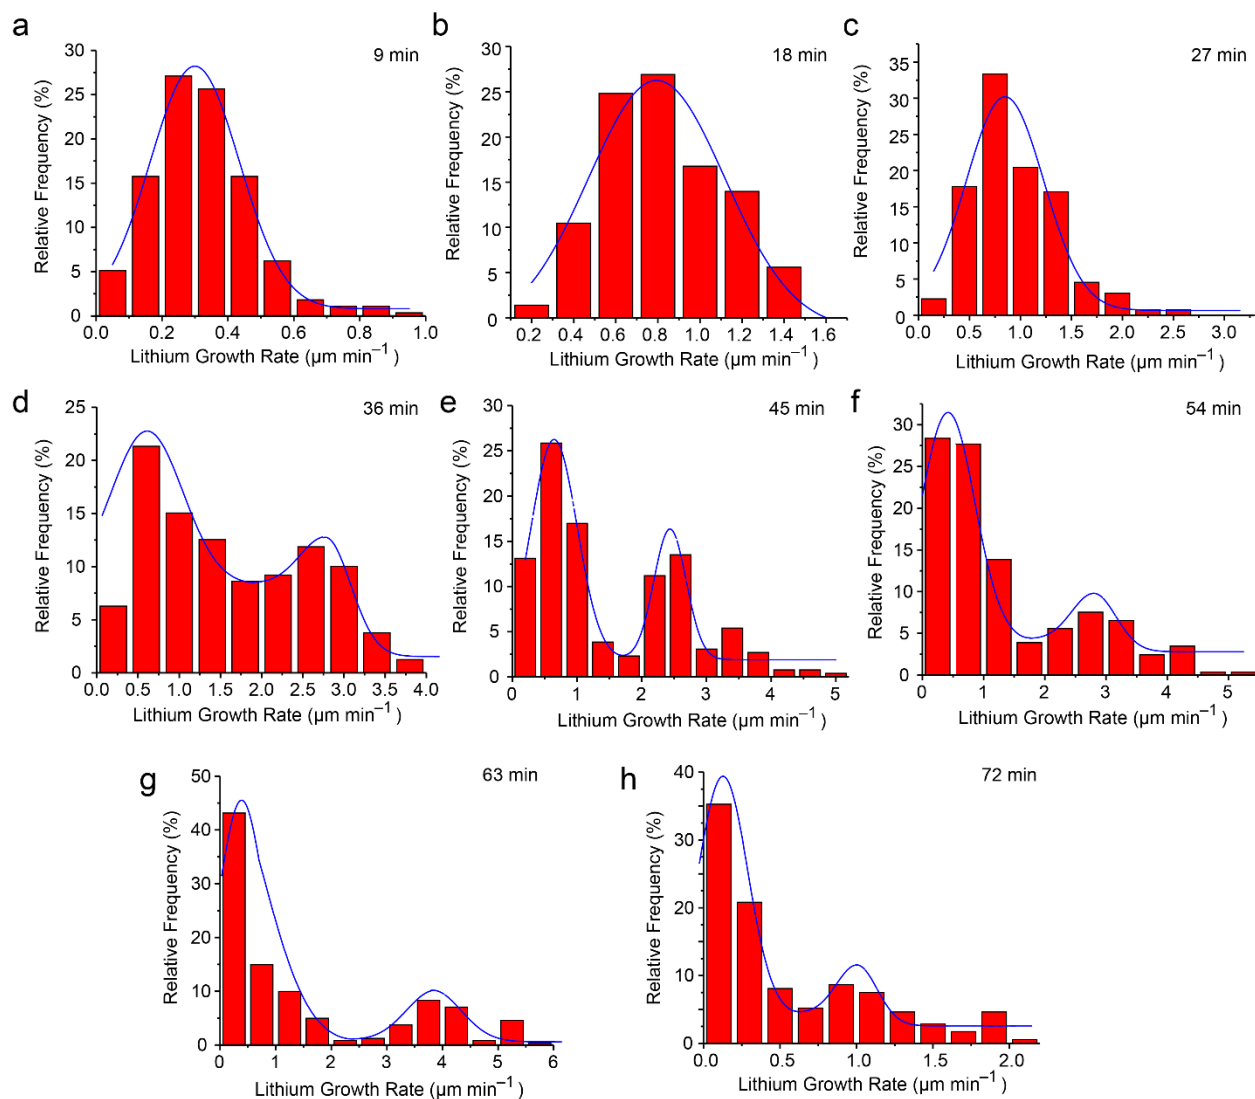 a
9 min
Relative Frequency (%)
30
25
20
15
10
5
0
0.0 0.2 0.4 0.6 0.8 1.0
Lithium Growth Rate (µm min⁻¹ )
b
18 min
Relative Frequency (%)
30
25
20
15
10
5
0
0.2 0.4 0.6 0.8 1.0 1.2 1.4 1.6
Lithium Growth Rate (µm min⁻¹ )
c
27 min
Relative Frequency (%)
35
30
25
20
15
10
5
0
0.0 0.5 1.0 1.5 2.0 2.5 3.0
Lithium Growth Rate (µm min⁻¹ )
d
36 min
Relative Frequency (%)
25
20
15
10
5
0
0.0 0.5 1.0 1.5 2.0 2.5 3.0 3.5 4.0
Lithium Growth Rate (µm min⁻¹ )
e
45 min
Relative Frequency (%)
30
25
20
15
10
5
0
0 1 2 3 4 5
Lithium Growth Rate (µm min⁻¹ )
f
54 min
Relative Frequency (%)
30
25
20
15
10
5
0
0 1 2 3 4 5
Lithium Growth Rate (µm min⁻¹ )
g
63 min
Relative Frequency (%)
50
40
30
20
10
0
0 1 2 3 4 5 6
Lithium Growth Rate (µm min⁻¹ )
h
72 min
Relative Frequency (%)
40
35
30
25
20
15
10
5
0
0.0 0.5 1.0 1.5 2.0
Lithium Growth Rate (µm min⁻¹ )